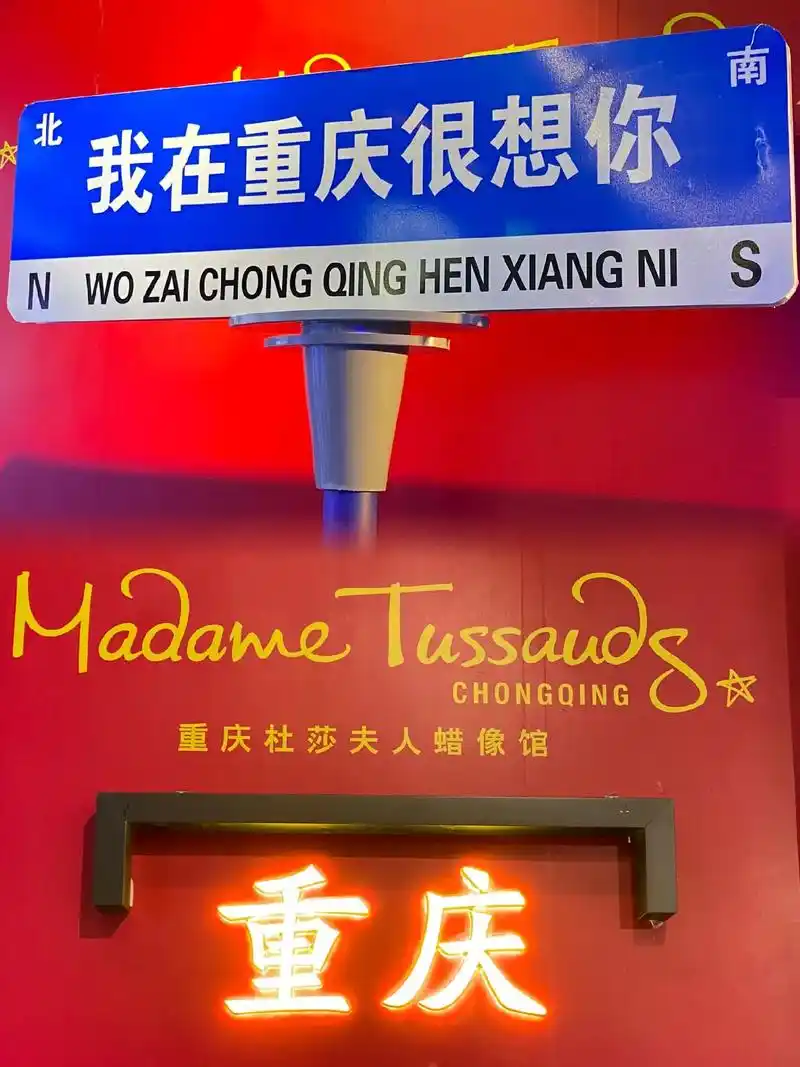 北 南
我在重庆很想你
N WO ZAI CHONG QING HEN XIANG NI S
Madame Tussauds
CHONGQING
重庆杜莎夫人蜡像馆
重庆